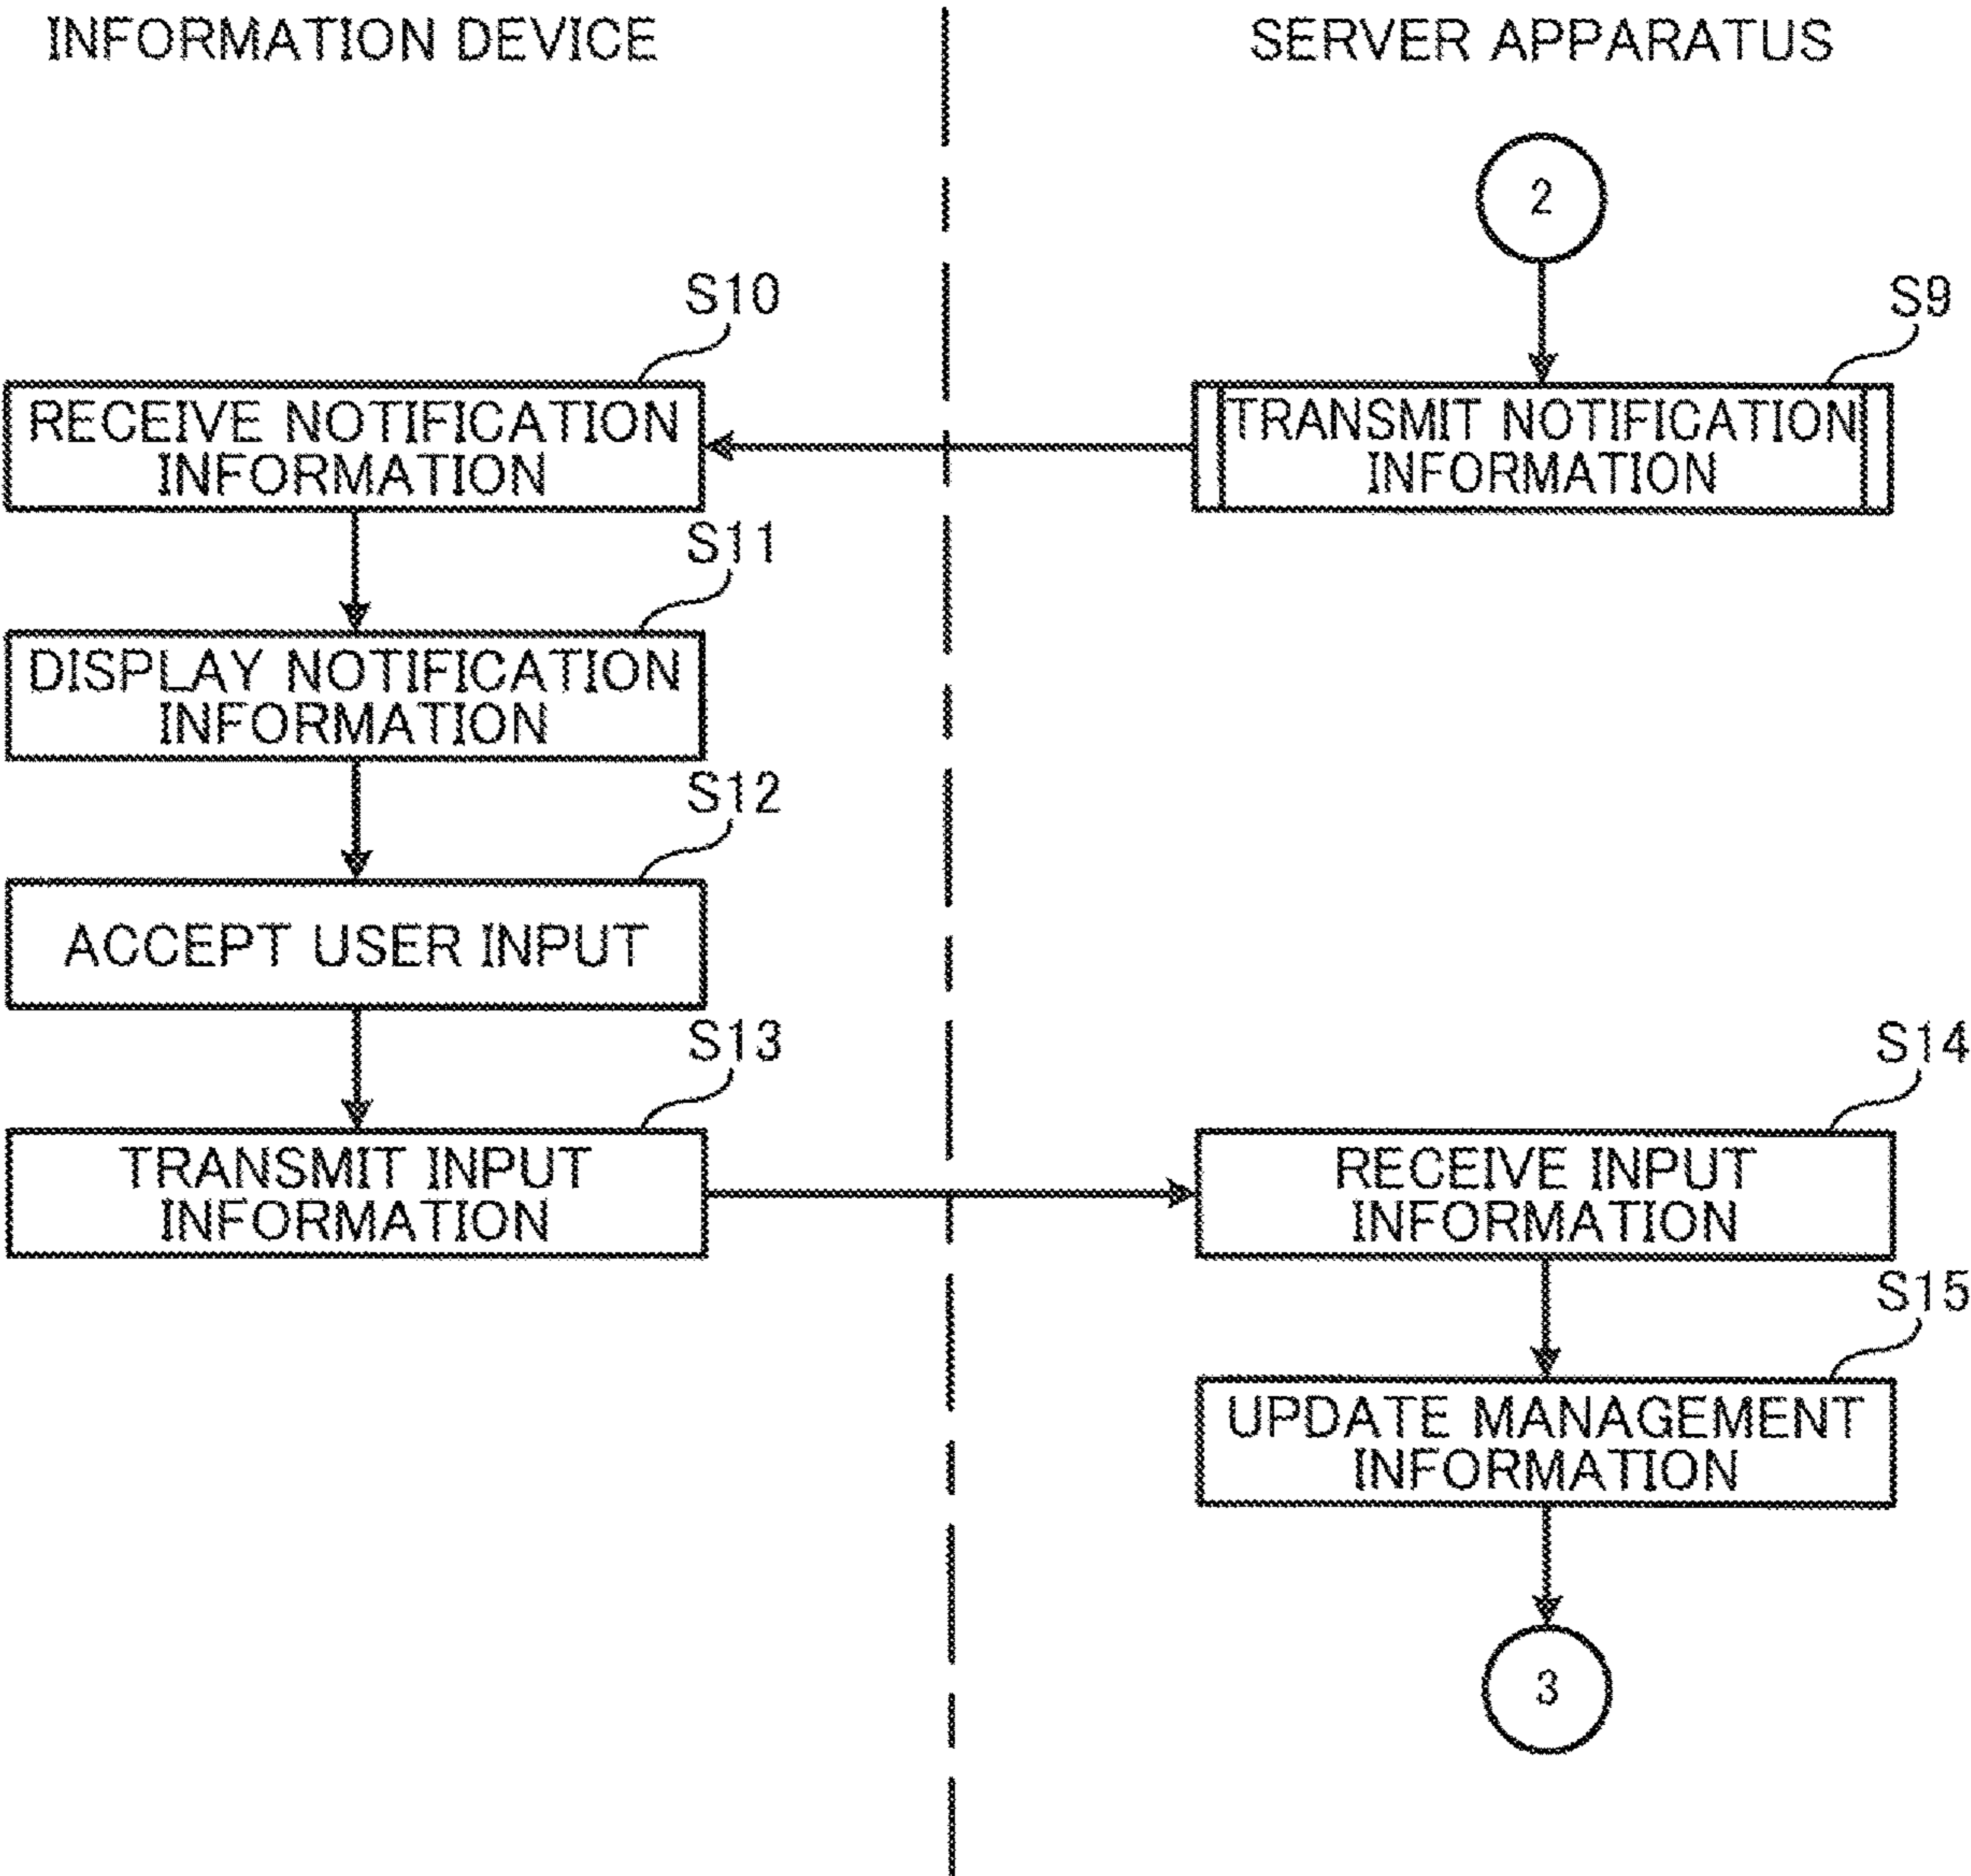 INFORMATION DEVICE
SERVER APPARATUS
2
S9
TRANSMIT NOTIFICATION
INFORMATION
S10
RECEIVE NOTIFICATION
INFORMATION
S11
DISPLAY NOTIFICATION
INFORMATION
S12
ACCEPT USER INPUT
S13
TRANSMIT INPUT
INFORMATION
S14
RECEIVE INPUT
INFORMATION
S15
UPDATE MANAGEMENT
INFORMATION
3